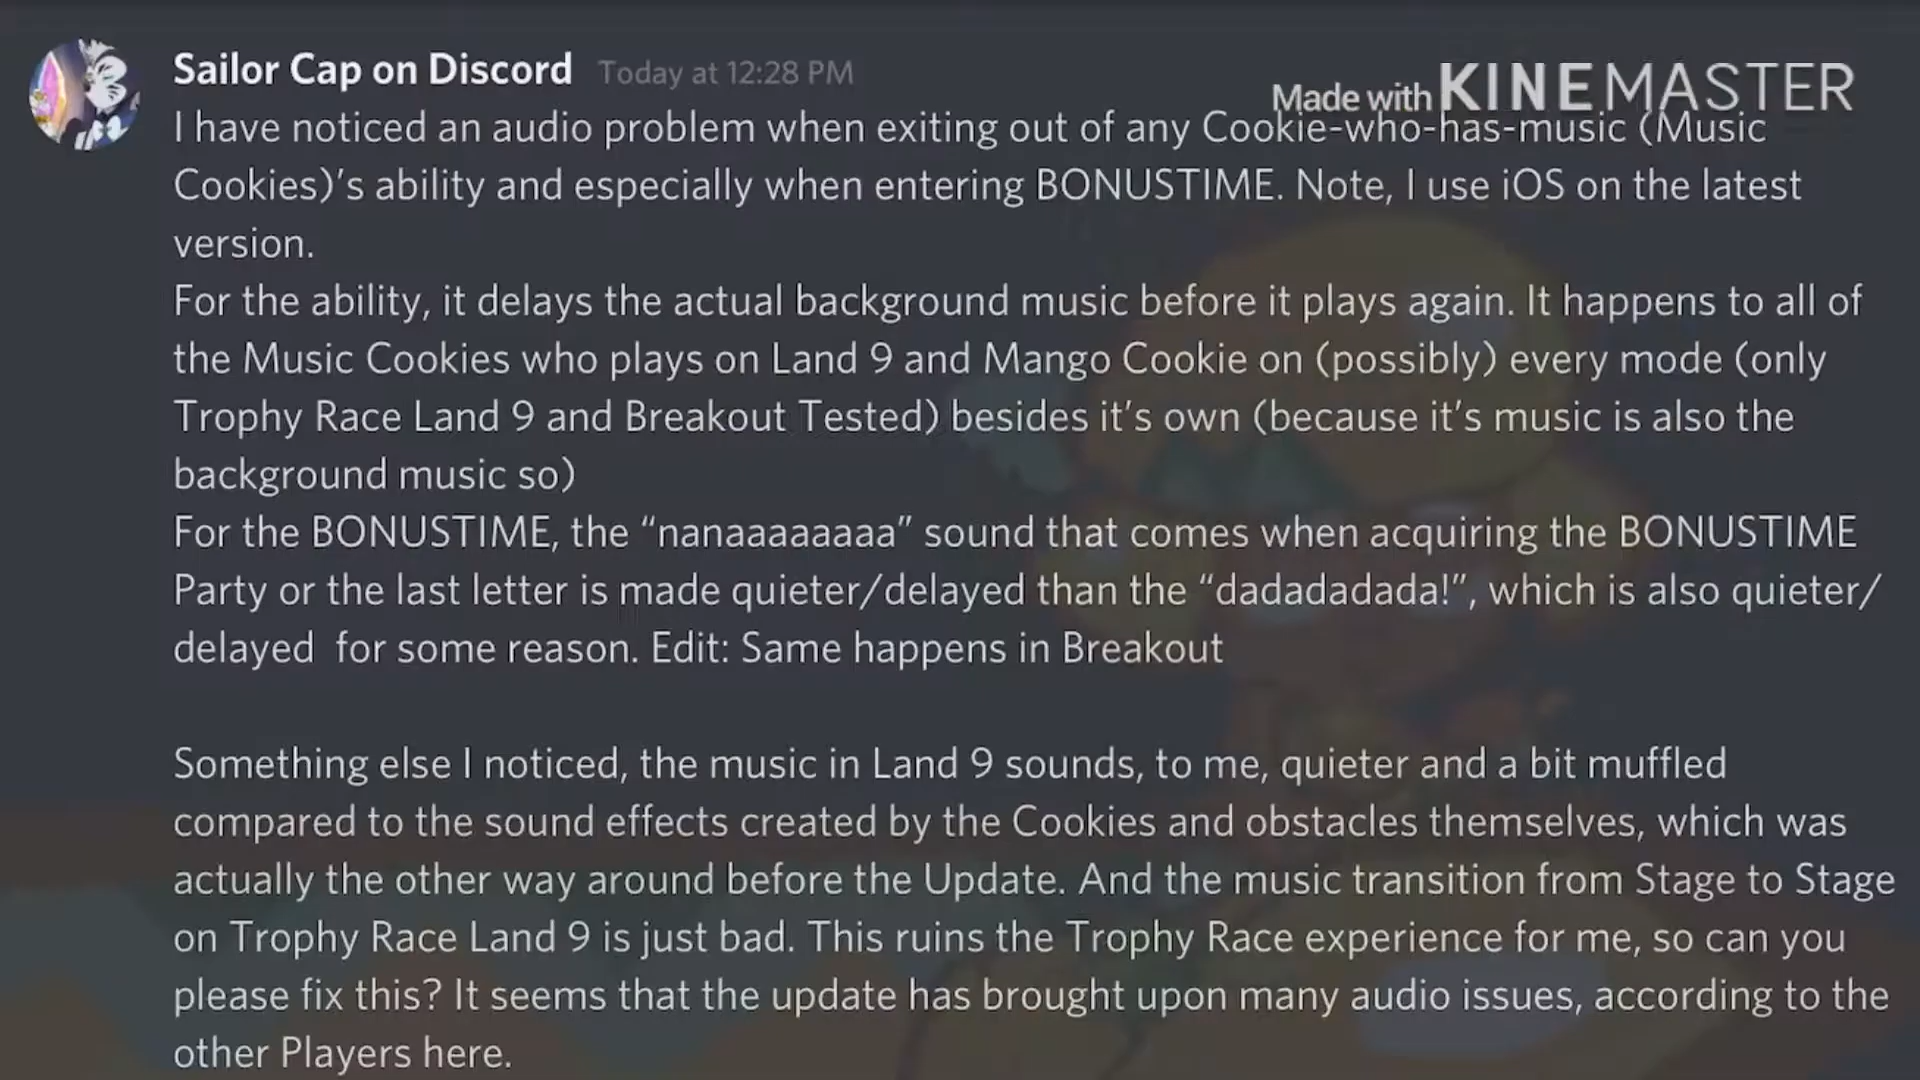 Sailor Cap on Discord Today at 12:28 PM
Made with KINEMASTER
I have noticed an audio problem when exiting out of any Cookie-who-has-music (Music
Cookies)’s ability and especially when entering BONUSTIME. Note, I use iOS on the latest
version.
For the ability, it delays the actual background music before it plays again. It happens to all of
the Music Cookies who plays on Land 9 and Mango Cookie on (possibly) every mode (only
Trophy Race Land 9 and Breakout Tested) besides it’s own (because it’s music is also the
background music so)
For the BONUSTIME, the “nanaaaaaaaa” sound that comes when acquiring the BONUSTIME
Party or the last letter is made quieter/delayed than the “dadadadada!”, which is also quieter/
delayed for some reason. Edit: Same happens in Breakout
Something else I noticed, the music in Land 9 sounds, to me, quieter and a bit muffled
compared to the sound effects created by the Cookies and obstacles themselves, which was
actually the other way around before the Update. And the music transition from Stage to Stage
on Trophy Race Land 9 is just bad. This ruins the Trophy Race experience for me, so can you
please fix this? It seems that the update has brought upon many audio issues, according to the
other Players here.